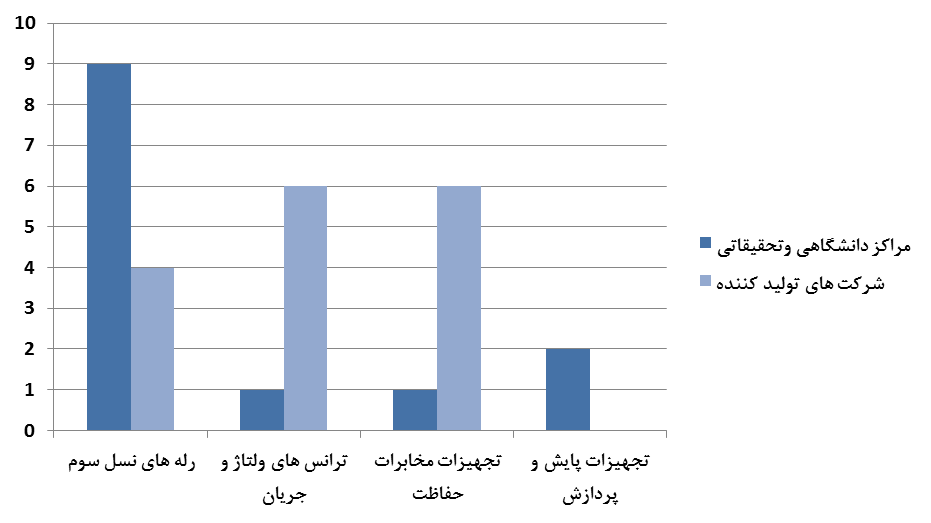 10
9
8
7
6
5
4
3
2
1
0
رله های نسل سوم
ترانس های ولتاژ و
جریان
تجهیزات مخابرات
حفاظت
تجهیزات پایش و
پردازش
مراکز دانشگاهی وتحقیقاتی
شرکت های تولید کننده